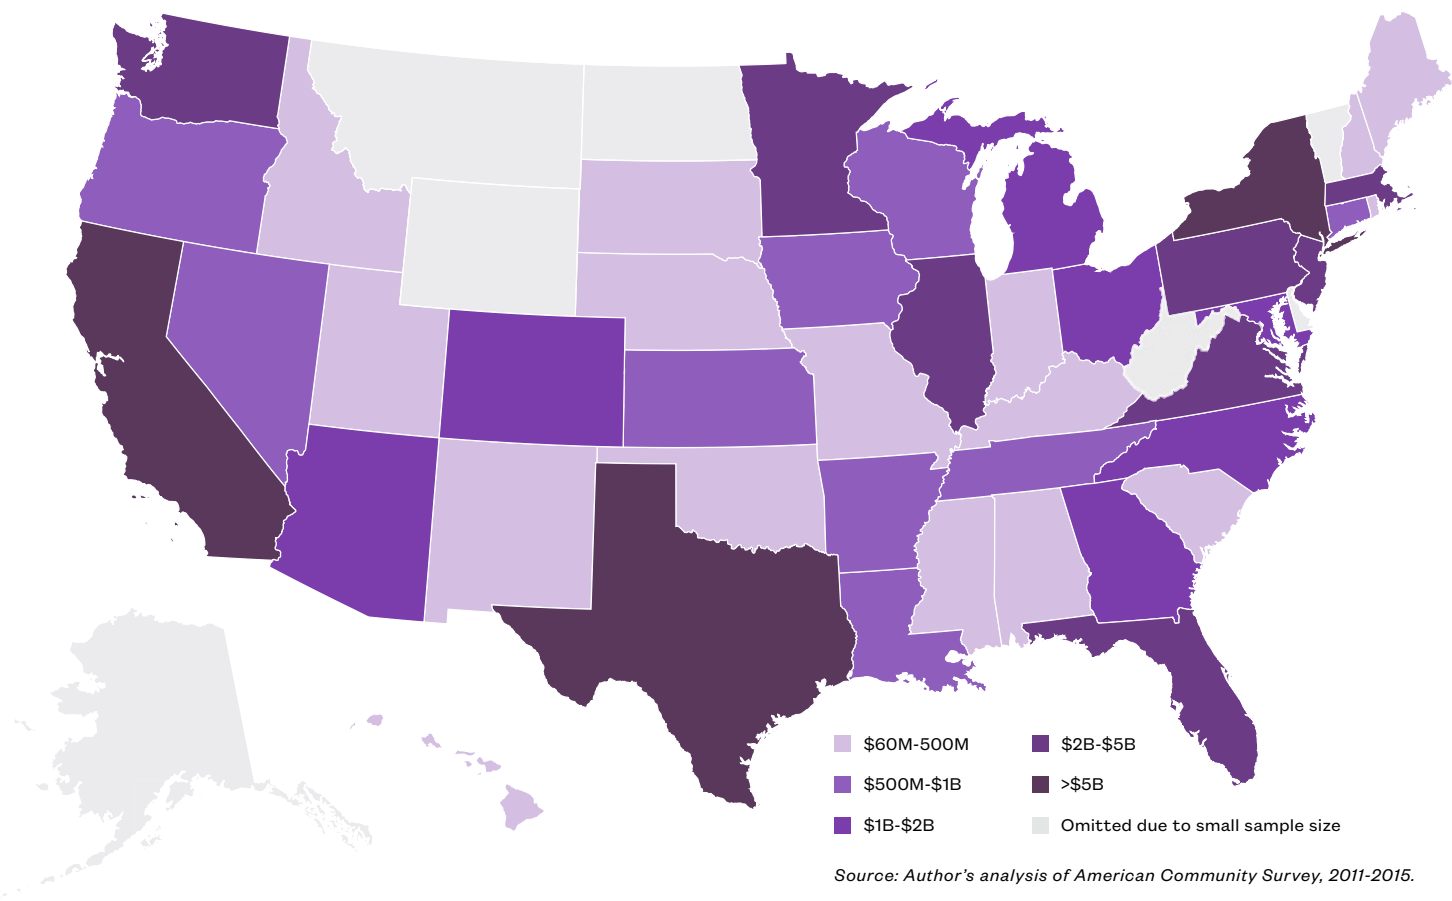 $60M-500M
$500M-$1B
$1B-$2B
$2B-$5B
>$5B
Omitted due to small sample size
Source: Author's analysis of American Community Survey, 2011-2015.